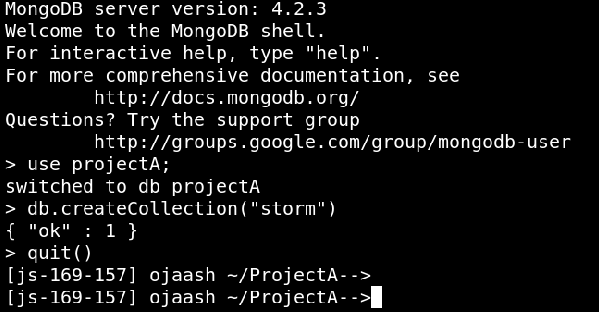 MongoDB server version: 4.2.3
Welcome to the MongoDB shell.
For interactive help, type "help".
For more comprehensive documentation, see
        http://docs.mongodb.org/
Questions? Try the support group
        http://groups.google.com/group/mongodb-user
> use projectA;
switched to db projectA
> db.createCollection("storm")
{ "ok" : 1 }
> quit()
[js-169-157] ojaash ~/ProjectA-->
[js-169-157] ojaash ~/ProjectA-->